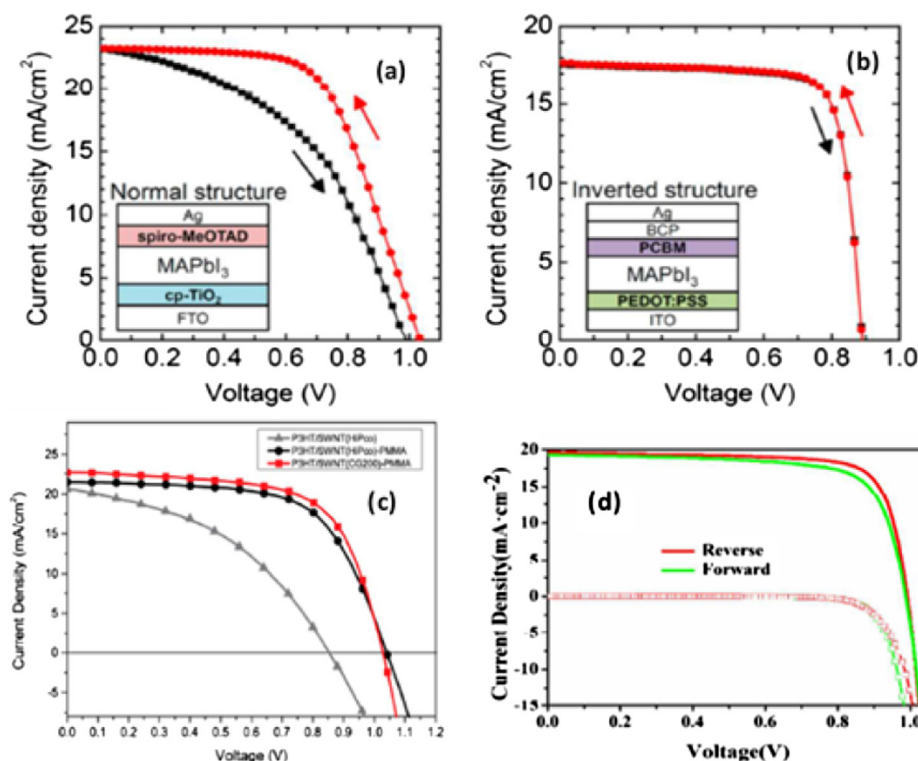 (a)
Current density (mA/cm²)
25
20
15
10
5
0
Normal structure
Ag
spiro-MeOTAD
MAPbI₃
cp-TiO₂
FTO
0.0 0.2 0.4 0.6 0.8 1.0
Voltage (V)
(b)
Current density (mA/cm²)
20
15
10
5
0
Inverted structure
Ag
BCP
PCBM
MAPbI₃
PEDOT:PSS
ITO
0.0 0.2 0.4 0.6 0.8 1.0
Voltage (V)
(c)
Current Density (mA/cm²)
25
20
15
10
5
0
-5
P3HT/SWNT(HiPco)
P3HT/SWNT(HiPco)-PMMA
P3HT/SWNT(CG200)-PMMA
0.0 0.1 0.2 0.3 0.4 0.5 0.6 0.7 0.8 0.9 1.0 1.1 1.2
Voltage (V)
(d)
Current Density(mA·cm⁻²)
20
15
10
5
0
-5
-10
-15
Reverse
Forward
0.0 0.2 0.4 0.6 0.8 1.0
Voltage(V)